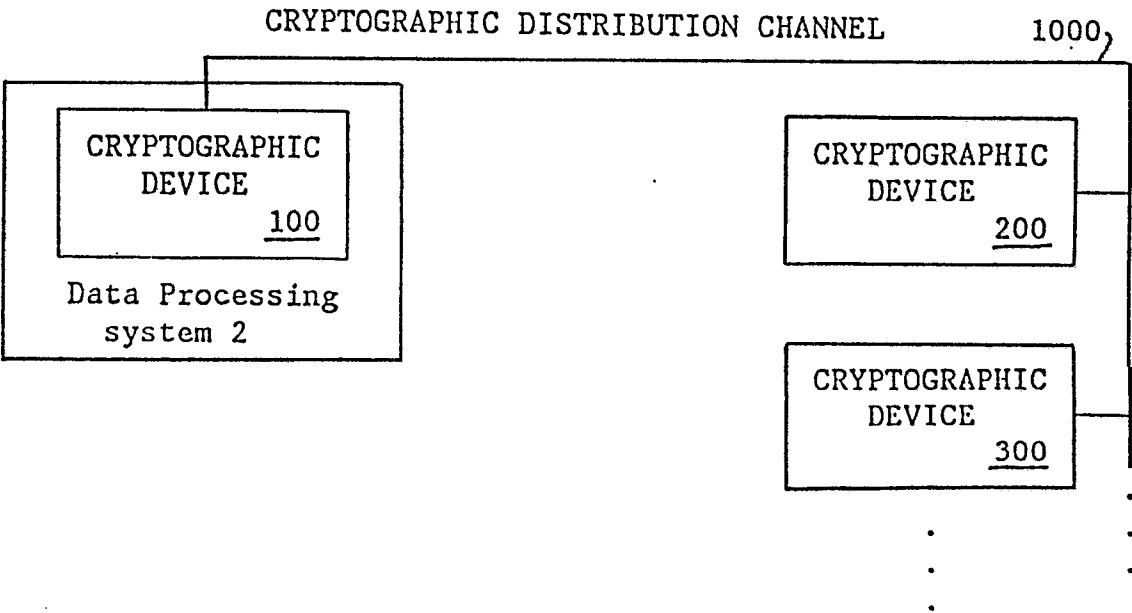 CRYPTOGRAPHIC DISTRIBUTION CHANNEL 1000
CRYPTOGRAPHIC
DEVICE
100
Data Processing
system 2
CRYPTOGRAPHIC
DEVICE
200
CRYPTOGRAPHIC
DEVICE
300